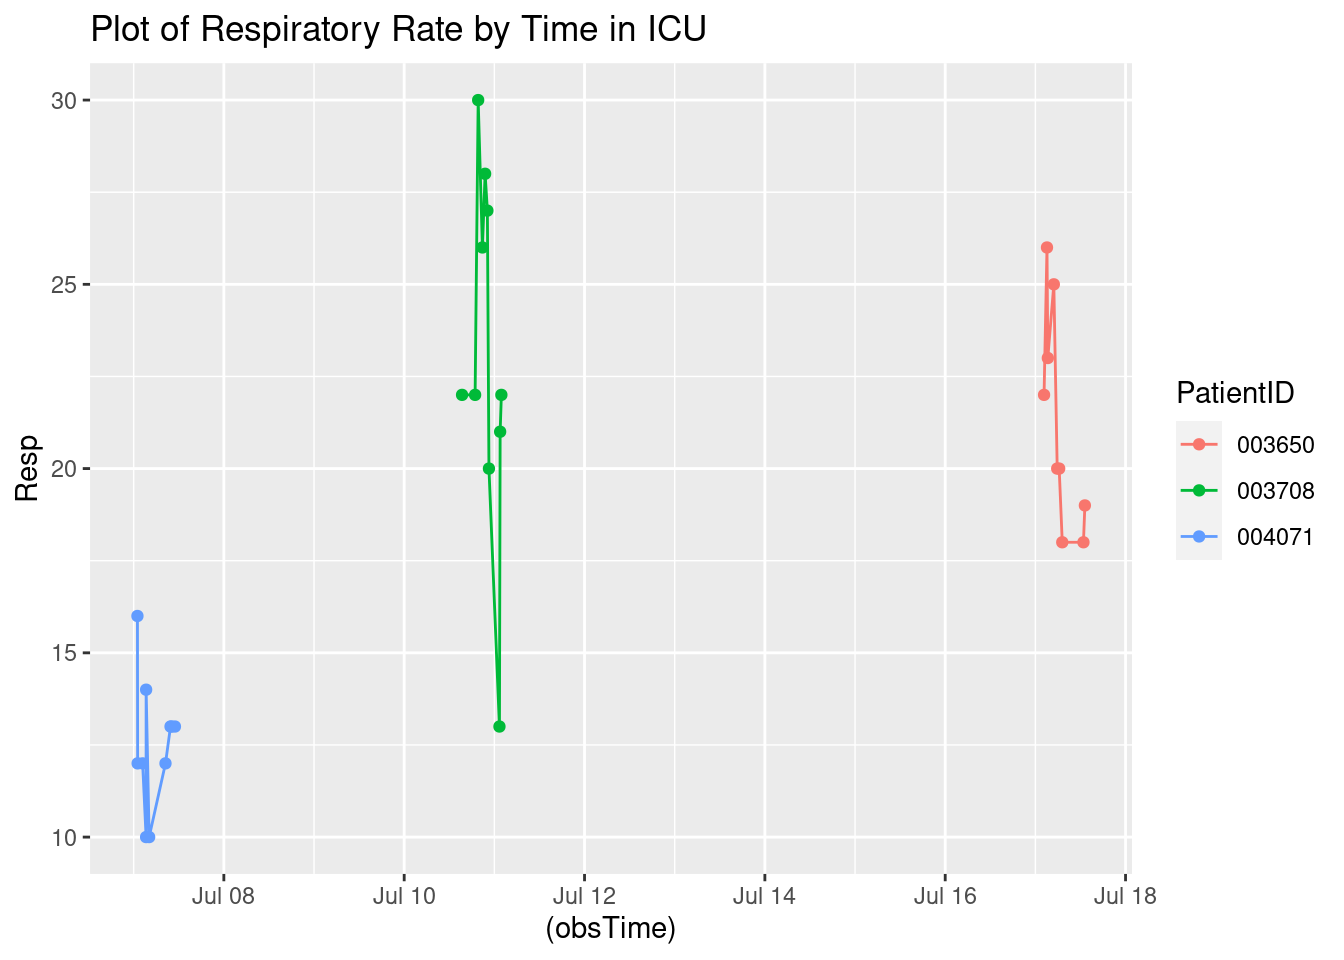 Plot of Respiratory Rate by Time in ICU
30
25
20
15
10
Resp
Jul 08
Jul 10
Jul 12
Jul 14
Jul 16
Jul 18
(obsTime)
PatientID
003650
003708
004071